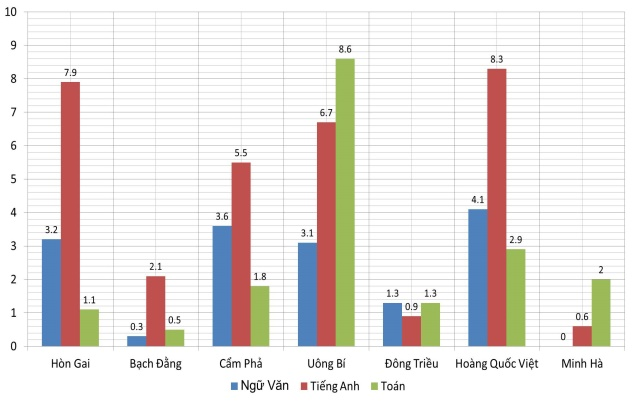 10
9
8
7
6
5
4
3
2
1
0
3.2 7.9 1.1
0.3 2.1 0.5
3.6 5.5 1.8
3.1 6.7 8.6
1.3 0.9 1.3
4.1 8.3 2.9
0 0.6 2
Hòn Gai Bạch Đằng Cẩm Phả Uông Bí Đông Triều Hoàng Quốc Việt Minh Hà
Ngữ Văn Tiếng Anh Toán